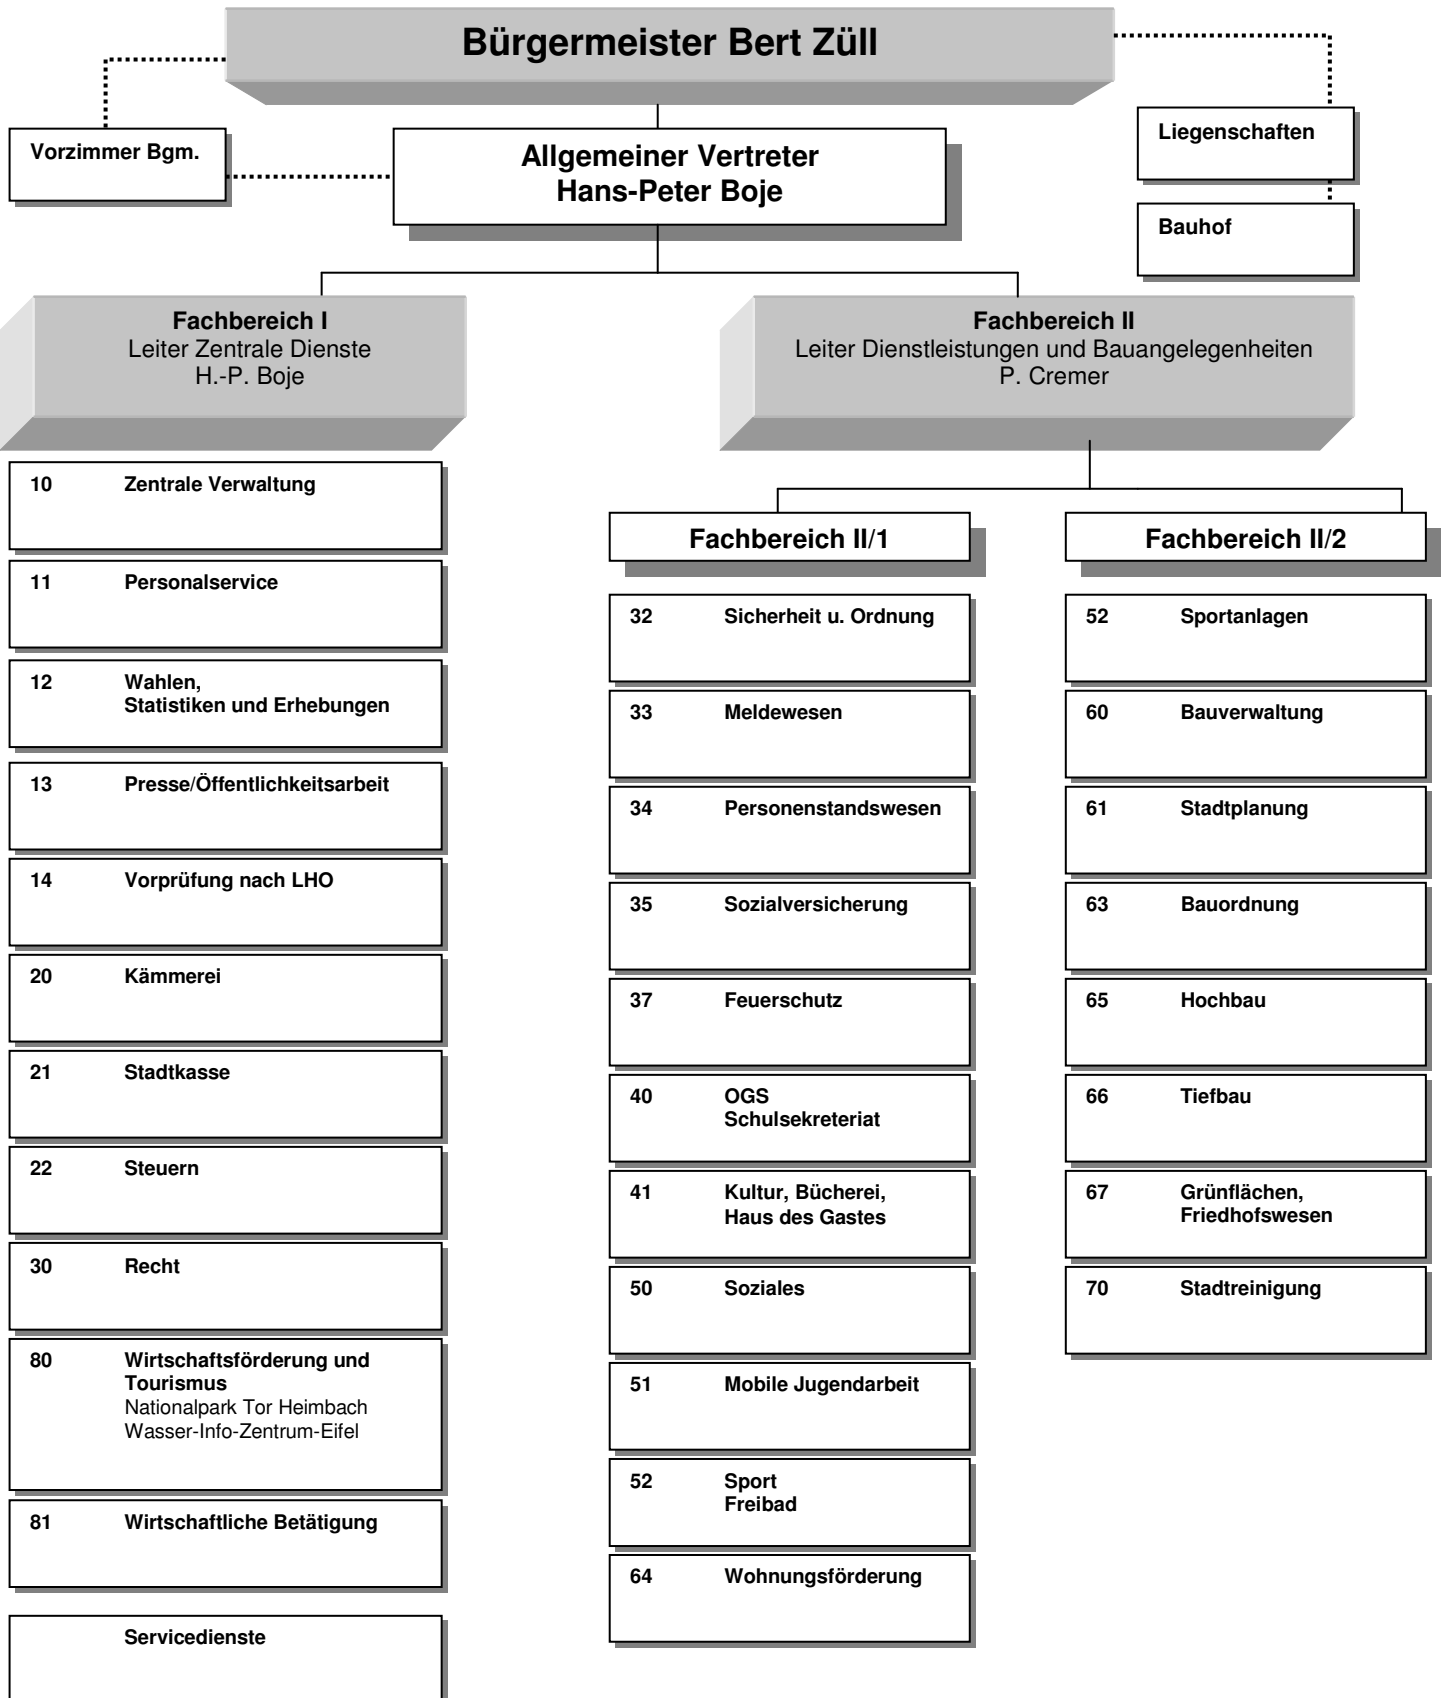 Bürgermeister Bert Züll
Vorzimmer Bgm.
Allgemeiner Vertreter
Hans-Peter Boje
Liegenschaften
Bauhof
Fachbereich I
Leiter Zentrale Dienste
H.-P. Boje
Fachbereich II
Leiter Dienstleistungen und Bauangelegenheiten
P. Cremer
10 Zentrale Verwaltung
11 Personalservice
12 Wahlen,
Statistiken und Erhebungen
13 Presse/Öffentlichkeitsarbeit
14 Vorprüfung nach LHO
20 Kämmerei
21 Stadtkasse
22 Steuern
30 Recht
80 Wirtschaftsförderung und
Tourismus
Nationalpark Tor Heimbach
Wasser-Info-Zentrum-Eifel
81 Wirtschaftliche Betätigung
Servicedienste
Fachbereich II/1
32 Sicherheit u. Ordnung
33 Meldewesen
34 Personenstandswesen
35 Sozialversicherung
37 Feuerschutz
40 OGS
Schulsekreteriat
41 Kultur, Bücherei,
Haus des Gastes
50 Soziales
51 Mobile Jugendarbeit
52 Sport
Freibad
64 Wohnungsförderung
Fachbereich II/2
52 Sportanlagen
60 Bauverwaltung
61 Stadtplanung
63 Bauordnung
65 Hochbau
66 Tiefbau
67 Grünflächen,
Friedhofswesen
70 Stadtreinigung